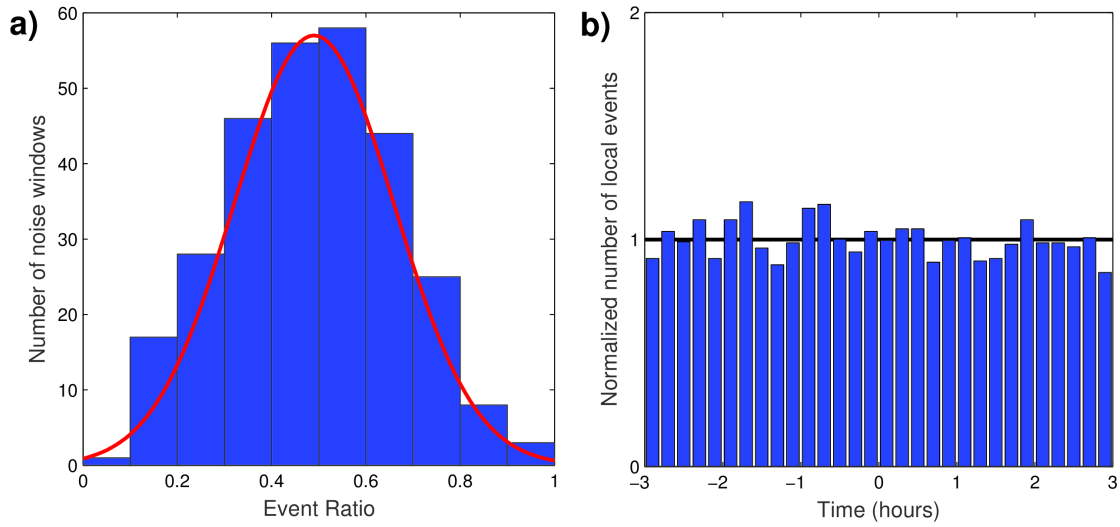 a)
60
50
40
30
20
10
0
Number of noise windows
0 0.2 0.4 0.6 0.8 1
Event Ratio
b)
2
1
0
Normalized number of local events
−3 −2 −1 0 1 2 3
Time (hours)